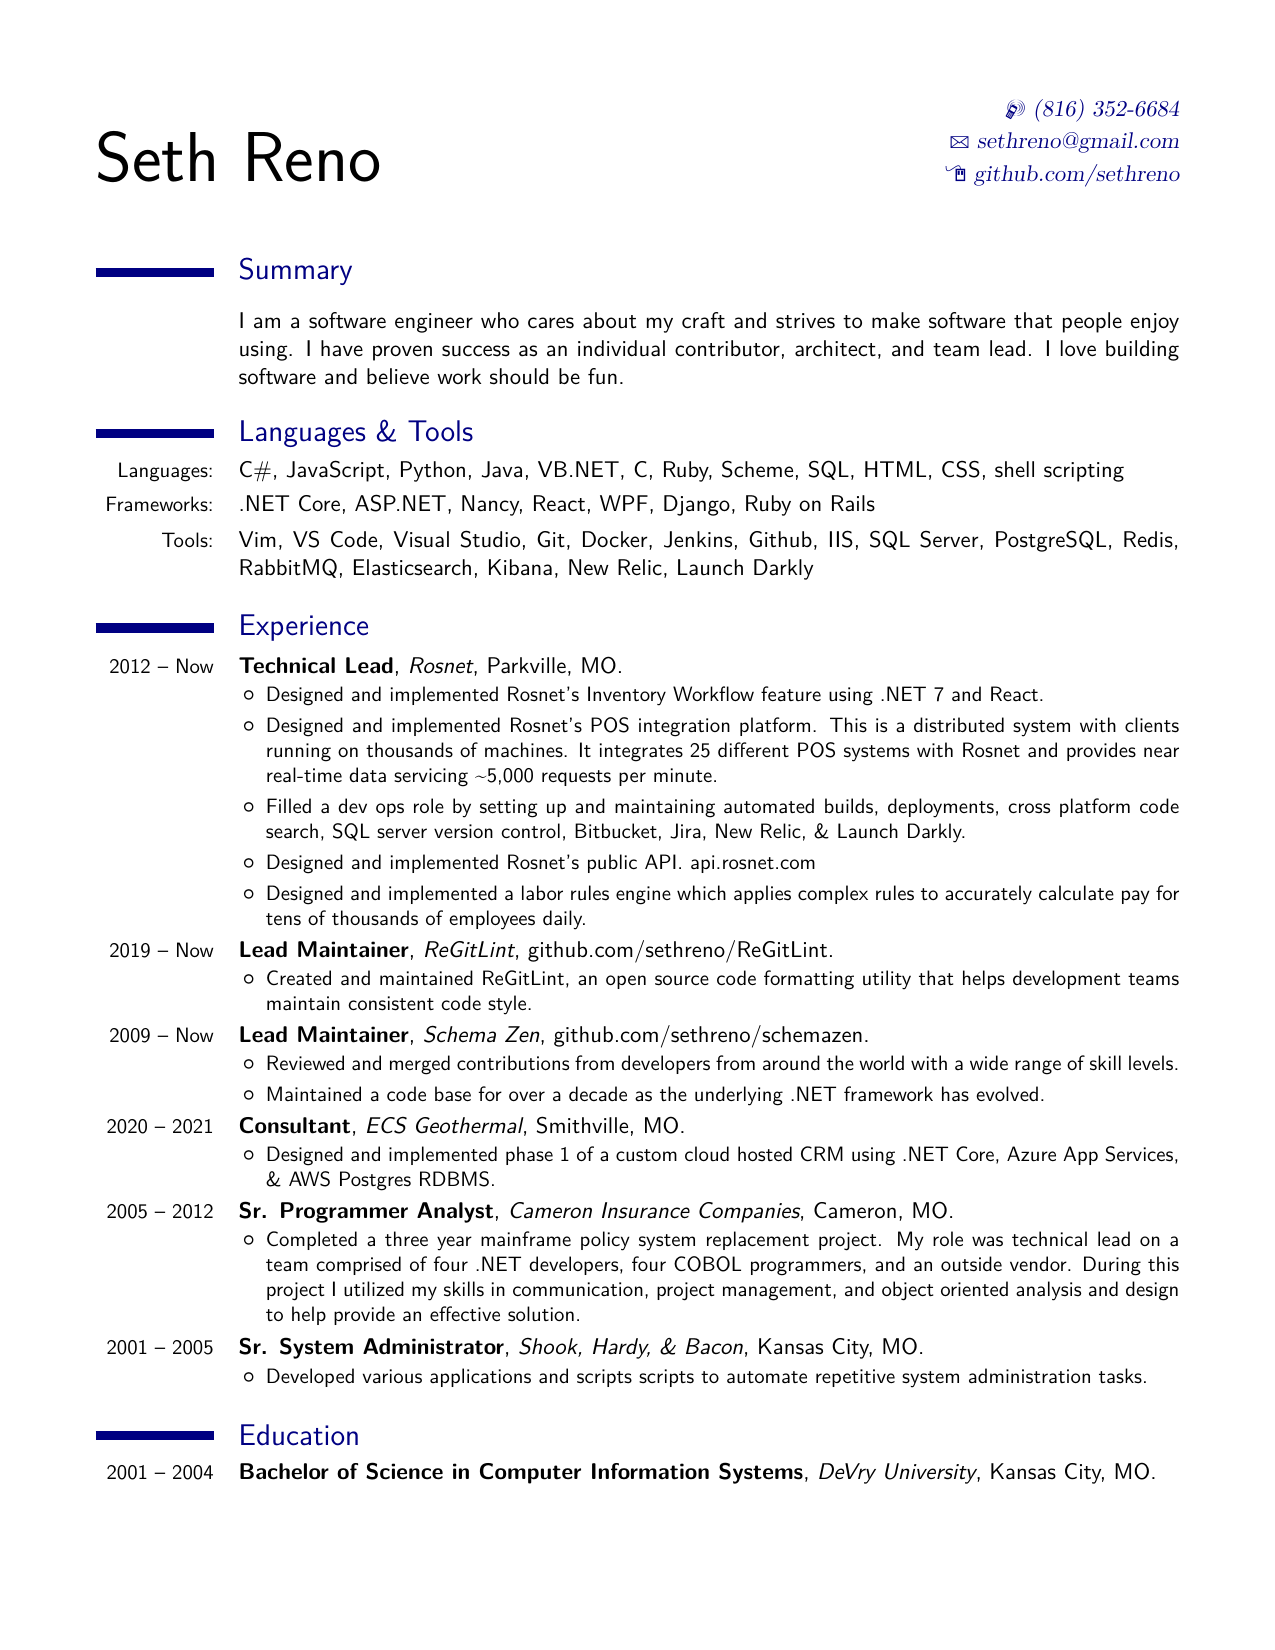 Seth Reno
(816) 352-6684
sethreno@gmail.com
github.com/sethreno
Summary
I am a software engineer who cares about my craft and strives to make software that people enjoy
using. I have proven success as an individual contributor, architect, and team lead. I love building
software and believe work should be fun.
Languages & Tools
Languages: C#, JavaScript, Python, Java, VB.NET, C, Ruby, Scheme, SQL, HTML, CSS, shell scripting
Frameworks: .NET Core, ASP.NET, Nancy, React, WPF, Django, Ruby on Rails
Tools: Vim, VS Code, Visual Studio, Git, Docker, Jenkins, Github, IIS, SQL Server, PostgreSQL, Redis,
RabbitMQ, Elasticsearch, Kibana, New Relic, Launch Darkly
Experience
2012 – Now Technical Lead, Rosnet, Parkville, MO.
Designed and implemented Rosnet's Inventory Workflow feature using .NET 7 and React.
Designed and implemented Rosnet's POS integration platform. This is a distributed system with clients
running on thousands of machines. It integrates 25 different POS systems with Rosnet and provides near
real-time data servicing ~5,000 requests per minute.
Filled a dev ops role by setting up and maintaining automated builds, deployments, cross platform code
search, SQL server version control, Bitbucket, Jira, New Relic, & Launch Darkly.
Designed and implemented Rosnet's public API. api.rosnet.com
Designed and implemented a labor rules engine which applies complex rules to accurately calculate pay for
tens of thousands of employees daily.
2019 – Now Lead Maintainer, ReGitLint, github.com/sethreno/ReGitLint.
Created and maintained ReGitLint, an open source code formatting utility that helps development teams
maintain consistent code style.
2009 – Now Lead Maintainer, Schema Zen, github.com/sethreno/schemazen.
Reviewed and merged contributions from developers from around the world with a wide range of skill levels.
Maintained a code base for over a decade as the underlying .NET framework has evolved.
2020 – 2021 Consultant, ECS Geothermal, Smithville, MO.
Designed and implemented phase 1 of a custom cloud hosted CRM using .NET Core, Azure App Services,
& AWS Postgres RDBMS.
2005 – 2012 Sr. Programmer Analyst, Cameron Insurance Companies, Cameron, MO.
Completed a three year mainframe policy system replacement project. My role was technical lead on a
team comprised of four .NET developers, four COBOL programmers, and an outside vendor. During this
project I utilized my skills in communication, project management, and object oriented analysis and design
to help provide an effective solution.
2001 – 2005 Sr. System Administrator, Shook, Hardy, & Bacon, Kansas City, MO.
Developed various applications and scripts scripts to automate repetitive system administration tasks.
Education
2001 – 2004 Bachelor of Science in Computer Information Systems, DeVry University, Kansas City, MO.